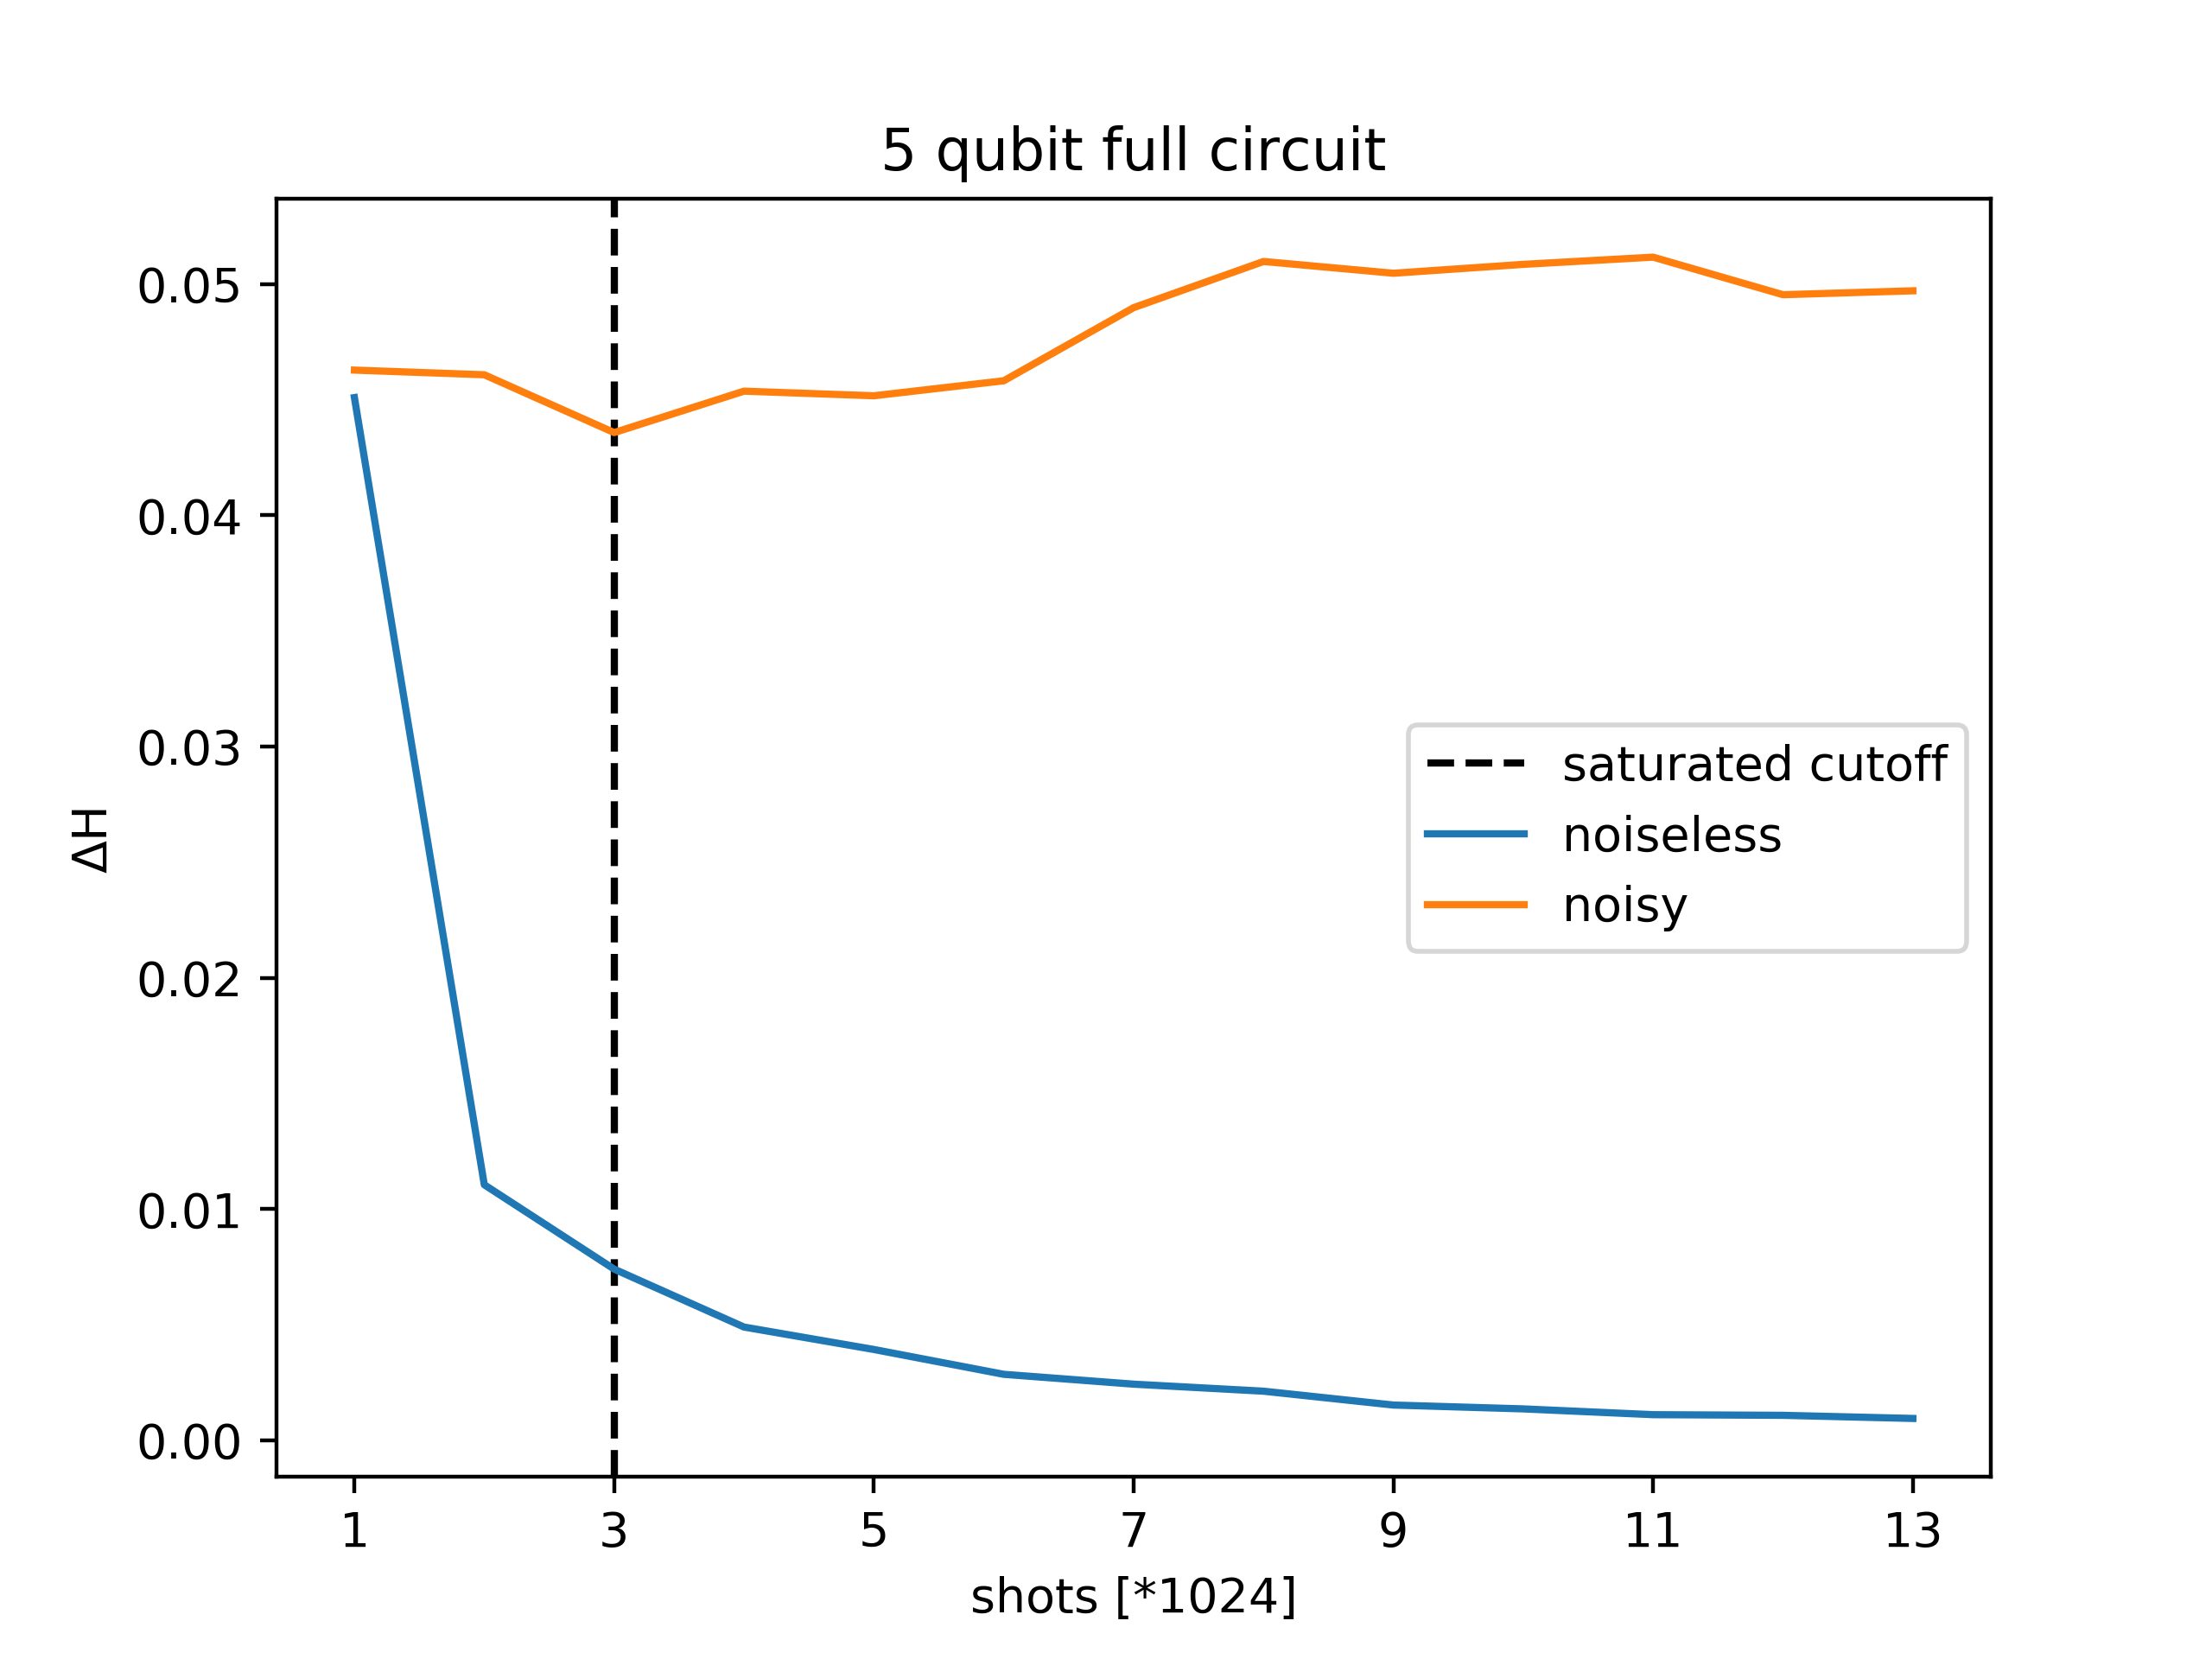 5 qubit full circuit
0.05
0.04
0.03
0.02
0.01
0.00
ΔH
saturated cutoff
noiseless
noisy
1 3 5 7 9 11 13
shots [*1024]